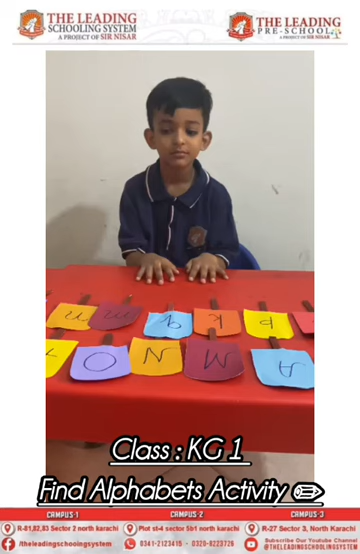 THE LEADING
SCHOOLING SYSTEM
A PROJECT OF SIR NISAR
THE LEADING
PRE-SCHOOL
A PROJECT OF SIR NISAR
m
k
p
O
N
M
A
Class : KG 1
Find Alphabets Activity
CAMPUS-1
CAMPUS-2
CAMPUS-3
R-81,82,83 Sector 2 north karachi
Plot st-4 sector 5b1 north karachi
R-27 Sector 3, North Karachi
/theleadingschoolingsystem
0341-2123415 - 0320-8223726
Subscribe Our Youtube Channel
@THELEADINGSCHOOLINGSYSTEM